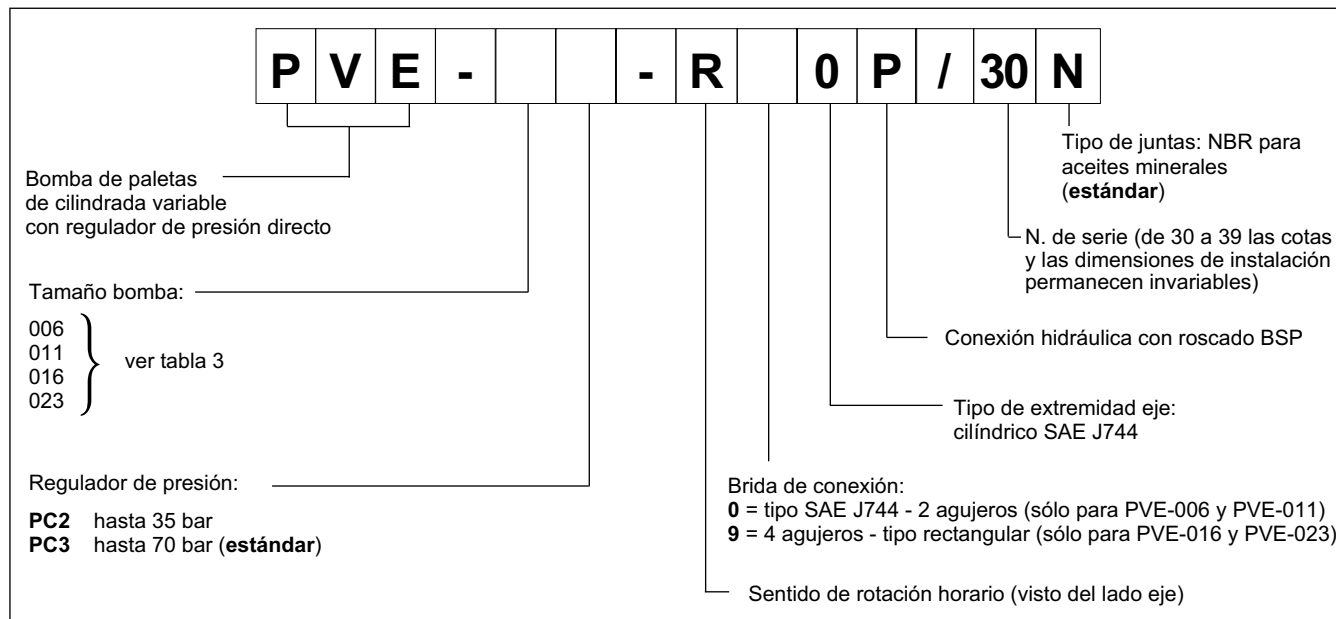 PVE-  -R 0P/30N
Tipo de juntas: NBR para
aceites minerales
(estándar)
Bomba de paletas
de cilindrada variable
con regulador de presión directo
N. de serie (de 30 a 39 las cotas
y las dimensiones de instalación
permanecen invariables)
Tamaño bomba:
006
011
016
023
ver tabla 3
Conexión hidráulica con roscado BSP
Tipo de extremidad eje:
cilíndrico SAE J744
Regulador de presión:
PC2 hasta 35 bar
PC3 hasta 70 bar (estándar)
Brida de conexión:
0 = tipo SAE J744 - 2 agujeros (sólo para PVE-006 y PVE-011)
9 = 4 agujeros - tipo rectangular (sólo para PVE-016 y PVE-023)
Sentido de rotación horario (visto del lado eje)